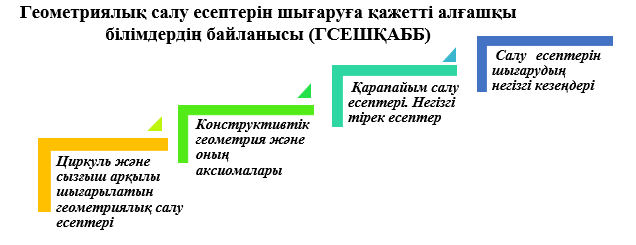 Геометриялық салу есептерін шығаруға қажетті алғашқы
білімдердің байланысы (ГСЕШҚАББ)
Циркуль және
сызғыш арқылы
шығарылатын
геометриялық салу
есептері
Конструктивтік
геометрия және
оның
аксиомалары
Қарапайым салу
есептері. Негізгі
тірек есептер
Салу есептерін
шығарудың
негізгі кезеңдері